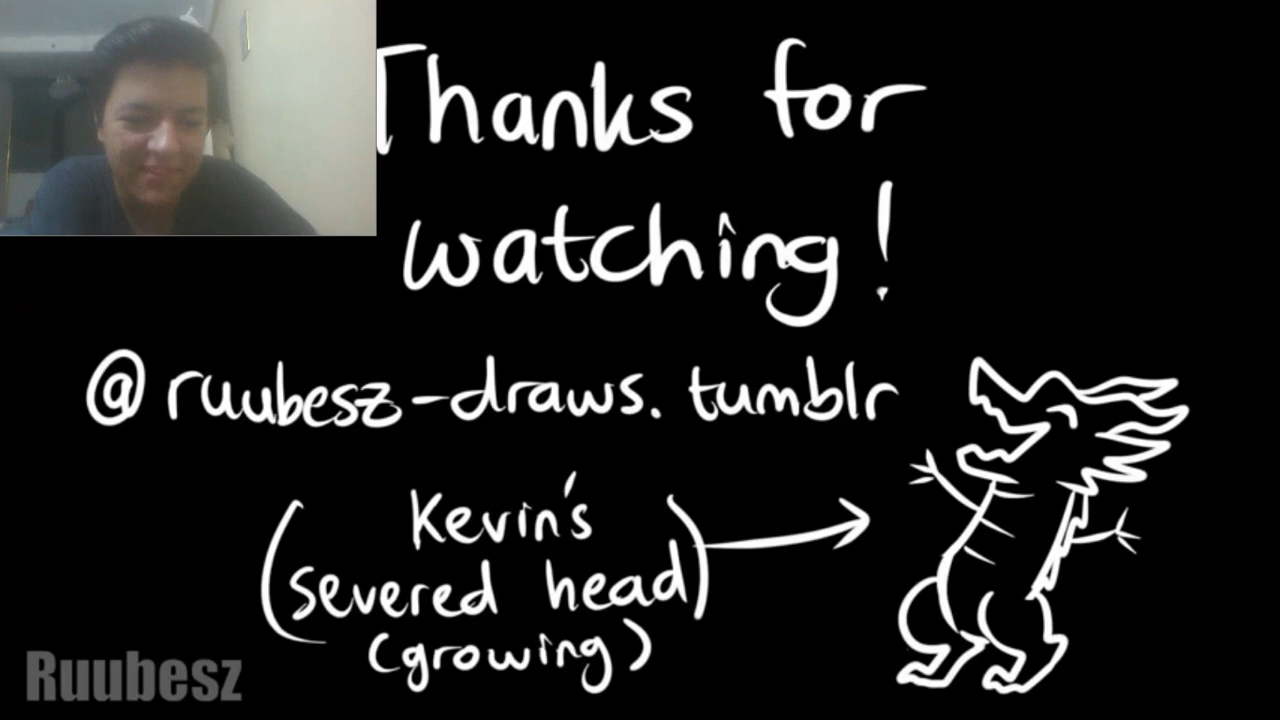 Thanks for
watching!
@ruubesz-draws.tumblr
(Kevin's
severed head)
(growing)
Ruubesz